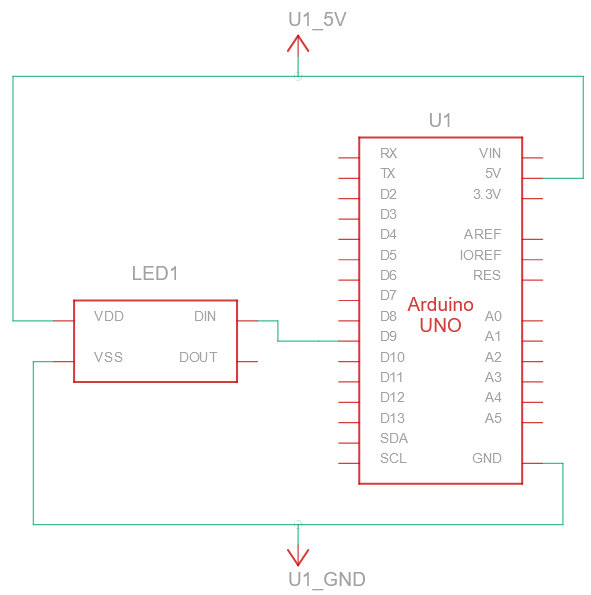 U1_5V
U1
RX VIN
TX 5V
D2 3.3V
D3
D4 AREF
D5 IOREF
LED1
D6 RES
D7
Arduino
VDD DIN
D8 A0
UNO
D9 A1
VSS DOUT
D10 A2
D11 A3
D12 A4
D13 A5
SDA
SCL GND
U1_GND